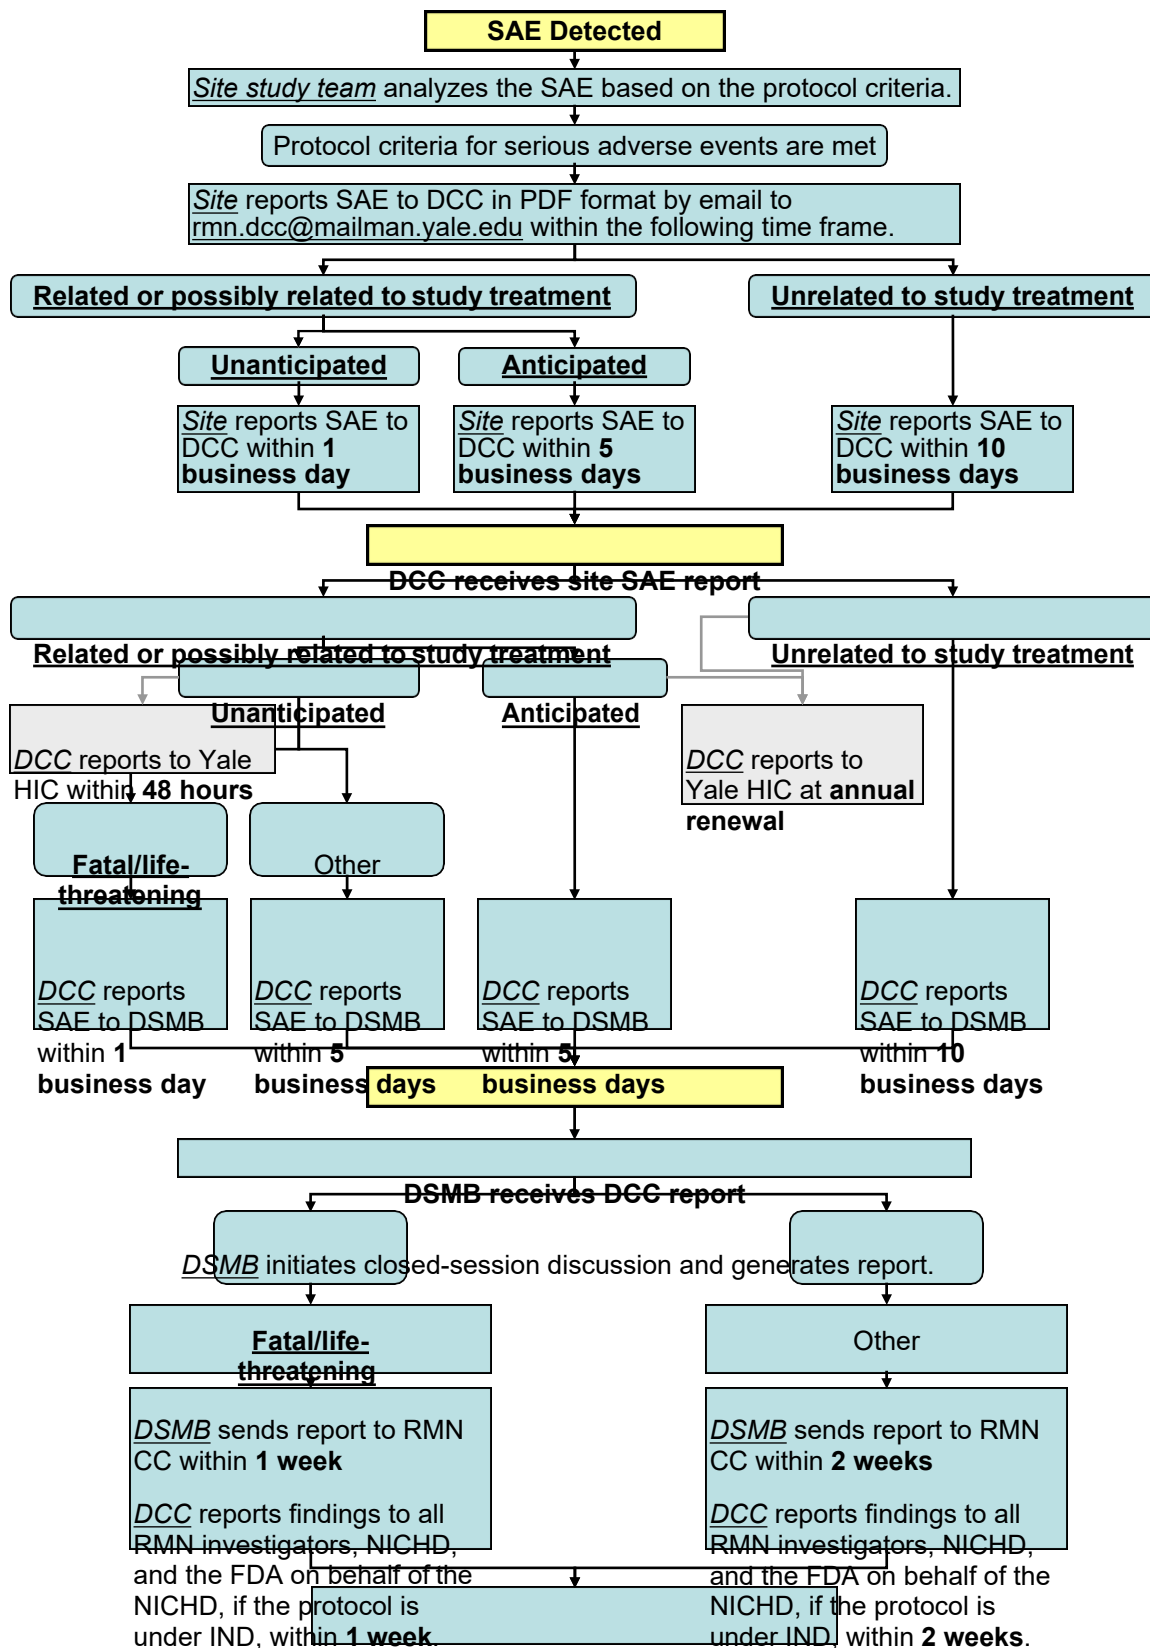 SAE Detected
Site study team analyzes the SAE based on the protocol criteria.
Protocol criteria for serious adverse events are met
Site reports SAE to DCC in PDF format by email to
rmn.dcc@mailman.yale.edu within the following time frame.
Related or possibly related to study treatment
Unrelated to study treatment
Unanticipated
Anticipated
Site reports SAE to
DCC within 1
business day
Site reports SAE to
DCC within 5
business days
Site reports SAE to
DCC within 10
business days
DCC receives site SAE report
Related or possibly related to study treatment
Unrelated to study treatment
Unanticipated
Anticipated
DCC reports to Yale
HIC within 48 hours
DCC reports to
Yale HIC at annual
renewal
Fatal/life-
threatening
Other
DCC reports
SAE to DSMB
within 1
business day
DCC reports
SAE to DSMB
within 5
business days
DCC reports
SAE to DSMB
within 5
business days
DCC reports
SAE to DSMB
within 10
business days
DSMB receives DCC report
DSMB initiates closed-session discussion and generates report.
Fatal/life-
threatening
Other
DSMB sends report to RMN
CC within 1 week
DCC reports findings to all
RMN investigators, NICHD,
and the FDA on behalf of the
NICHD, if the protocol is
under IND, within 1 week.
DSMB sends report to RMN
CC within 2 weeks
DCC reports findings to all
RMN investigators, NICHD,
and the FDA on behalf of the
NICHD, if the protocol is
under IND, within 2 weeks.